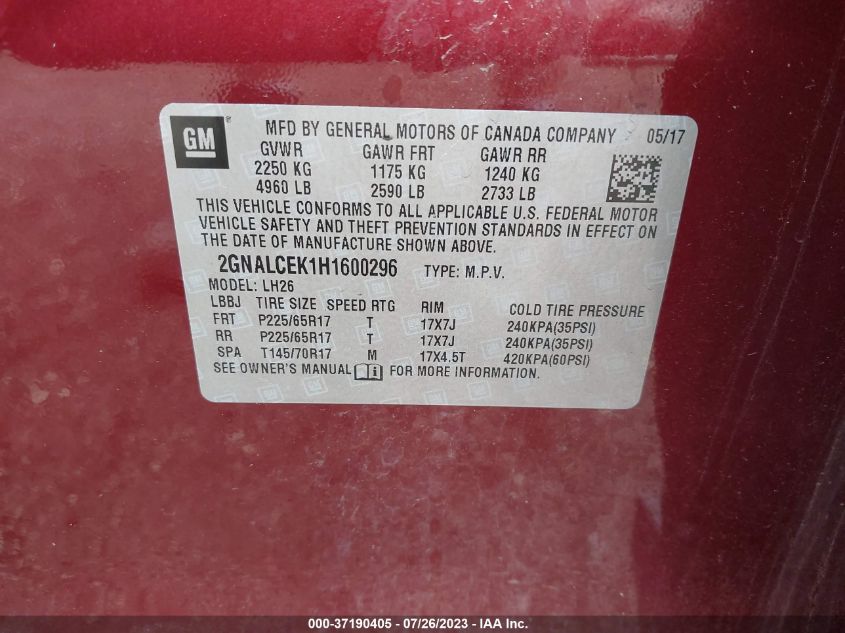 GM ® MFD BY GENERAL MOTORS OF CANADA COMPANY 05/17
GVWR GAWR FRT GAWR RR
2250 KG 1175 KG 1240 KG
4960 LB 2590 LB 2733 LB
THIS VEHICLE CONFORMS TO ALL APPLICABLE U.S. FEDERAL MOTOR
VEHICLE SAFETY AND THEFT PREVENTION STANDARDS IN EFFECT ON
THE DATE OF MANUFACTURE SHOWN ABOVE.
2GNALCEK1H1600296 TYPE: M.P.V.
MODEL: LH26
LBBJ TIRE SIZE SPEED RTG RIM COLD TIRE PRESSURE
FRT P225/65R17 T 17X7J 240KPA(35PSI)
RR P225/65R17 T 17X7J 240KPA(35PSI)
SPA T145/70R17 M 17X4.5T 420KPA(60PSI)
SEE OWNER'S MANUAL i FOR MORE INFORMATION.
000-37190405 - 07/26/2023 - IAA Inc.